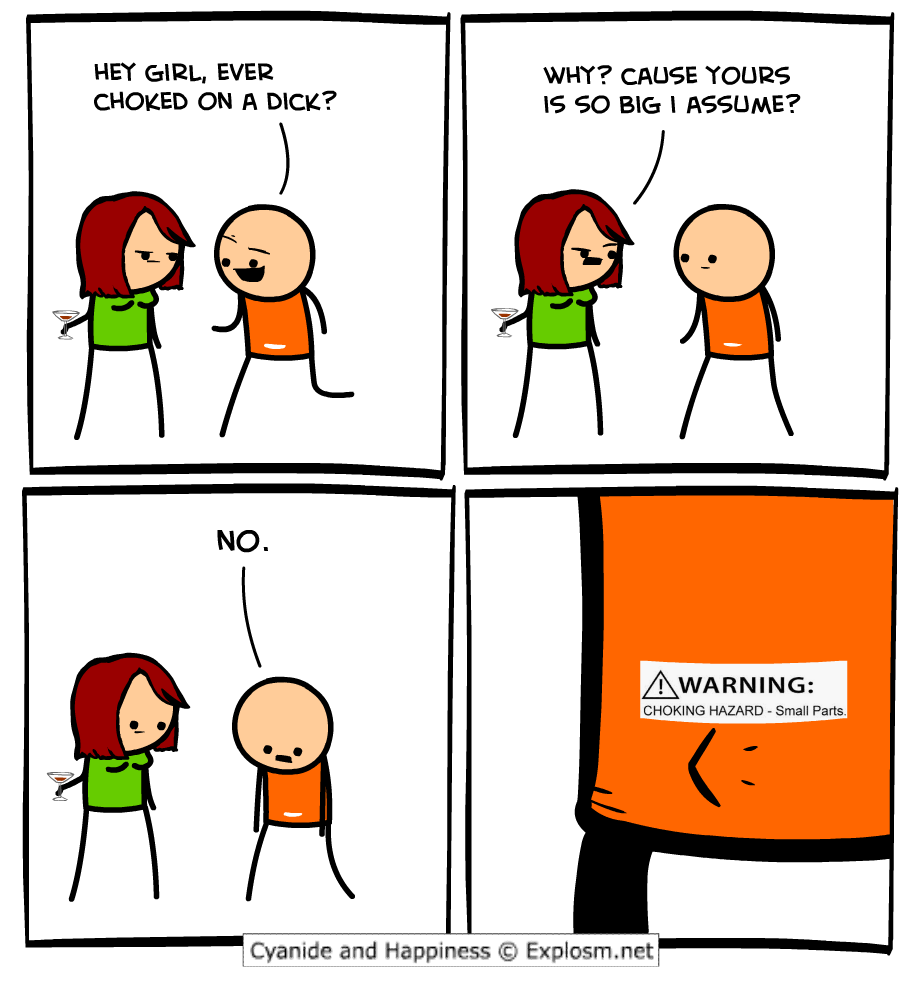 HEY GIRL, EVER
CHOKED ON A DICK?
WHY? CAUSE YOURS
IS SO BIG I ASSUME?
NO.
WARNING:
CHOKING HAZARD - Small Parts.
Cyanide and Happiness © Explosm.net